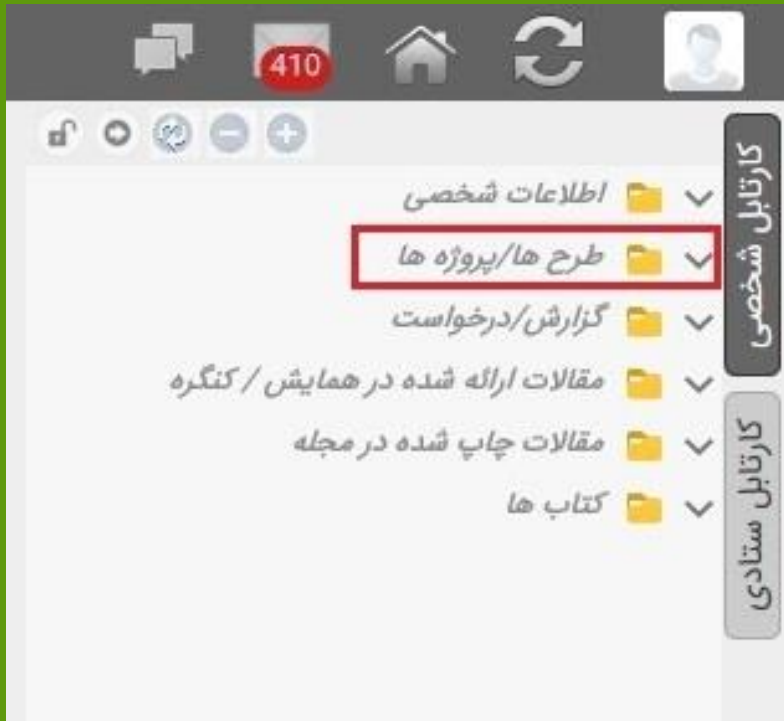 410
اطلاعات شخصی
طرح ها/پروژه ها
گزارش/درخواست
مقالات ارائه شده در همایش / کنگره
مقالات چاپ شده در مجله
کتاب ها
کارتابل شخصی
کارتابل ستادی